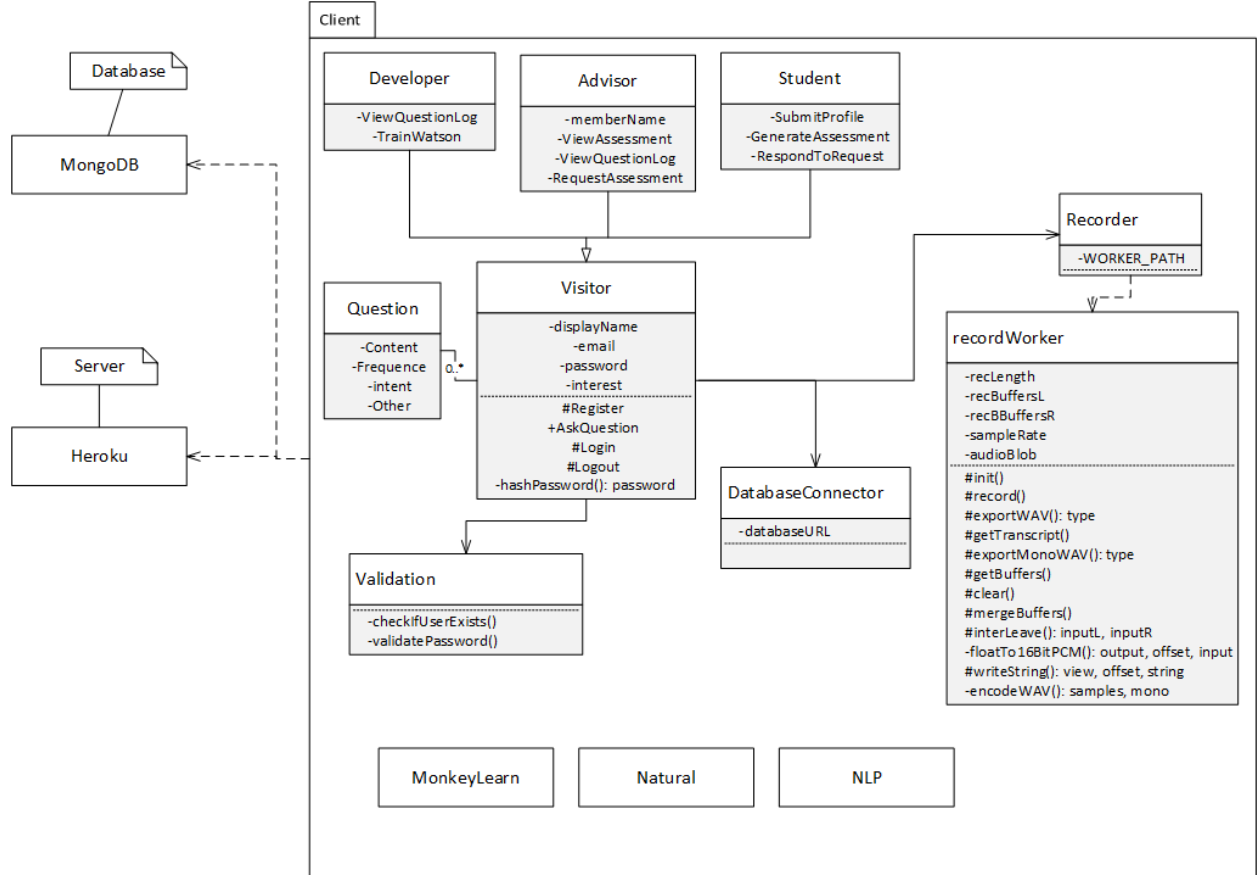 Client
Database
MongoDB
Server
Heroku
Developer
-ViewQuestionLog
-TrainWatson
Advisor
-memberName
-ViewAssessment
-ViewQuestionLog
-RequestAssessment
Student
-SubmitProfile
-GenerateAssessment
-RespondToRequest
Recorder
-WORKER_PATH
Question
-Content
-Frequence
-intent
-Other
0..*
Visitor
-displayName
-email
-password
-interest
#Register
+AskQuestion
#Login
#Logout
-hashPassword(): password
recordWorker
-recLength
-recBuffersL
-recBBuffersR
-sampleRate
-audioBlob
#init()
#record()
#exportWAV(): type
#getTranscript()
#exportMonoWAV(): type
#getBuffers()
#clear()
#mergeBuffers()
#interLeave(): inputL, inputR
-floatTo16BitPCM(): output, offset, input
#writeString(): view, offset, string
-encodeWAV(): samples, mono
DatabaseConnector
-databaseURL
Validation
-checkIfUserExists()
-validatePassword()
MonkeyLearn
Natural
NLP